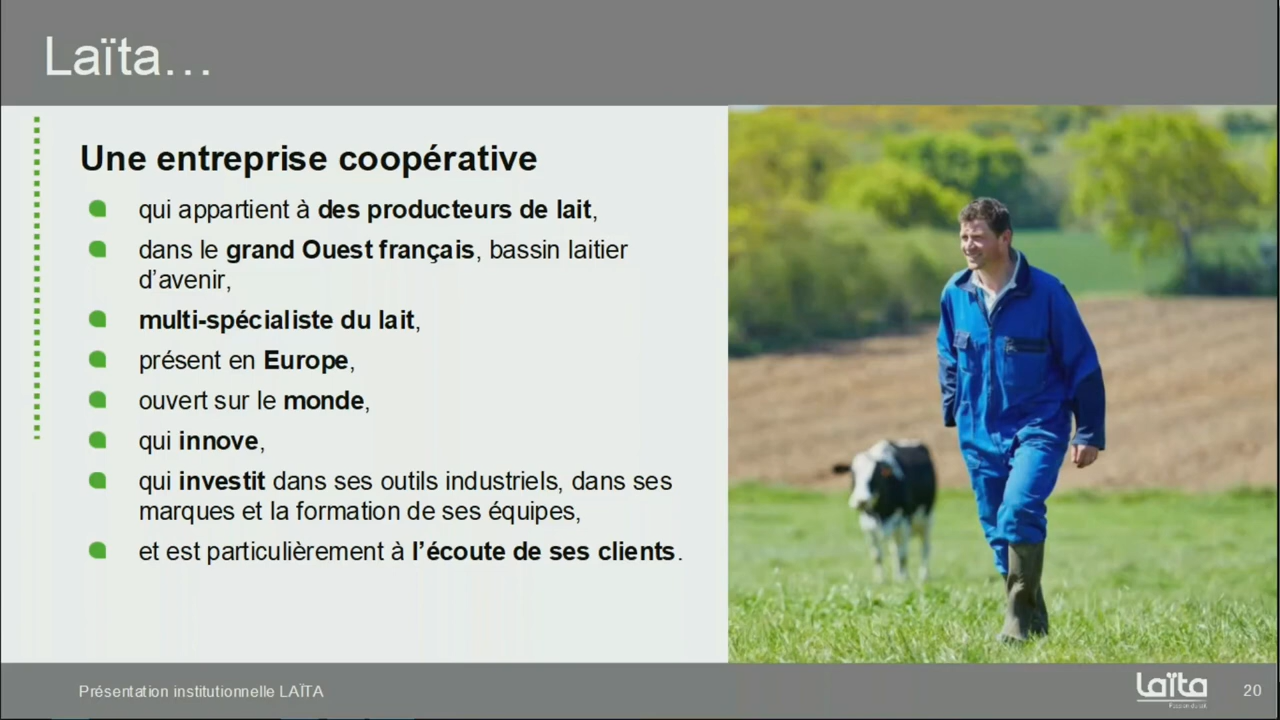 Laïta…
Une entreprise coopérative
qui appartient à des producteurs de lait,
dans le grand Ouest français, bassin laitier
d’avenir,
multi-spécialiste du lait,
présent en Europe,
ouvert sur le monde,
qui innove,
qui investit dans ses outils industriels, dans ses
marques et la formation de ses équipes,
et est particulièrement à l’écoute de ses clients.
Présentation institutionnelle LAÏTA
laïta
20